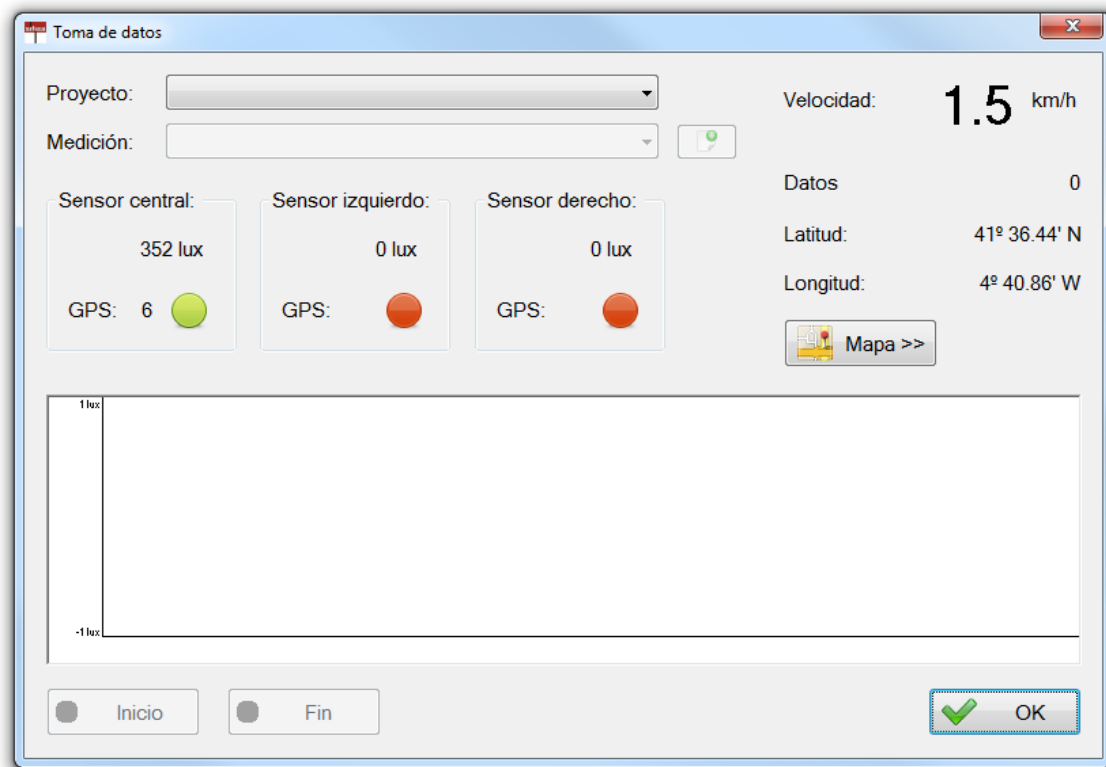 Toma de datos
Proyecto:
Medición:
Velocidad: 1.5 km/h
Datos 0
Latitud: 41º 36.44' N
Longitud: 4º 40.86' W
Mapa >>
Sensor central:
352 lux
GPS: 6
Sensor izquierdo:
0 lux
GPS:
Sensor derecho:
0 lux
GPS:
1 lux
-1 lux
Inicio
Fin
OK